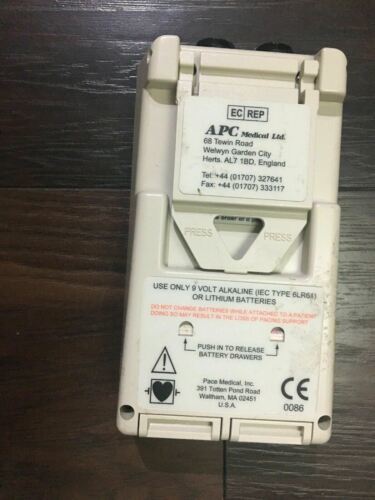 EC REP
APC Medical Ltd.
68 Tewin Road
Welwyn Garden City
Herts. AL7 1BD, England
Tel: +44 (01707) 327641
Fax: +44 (01707) 333117
PRESS PRESS
USE ONLY 9 VOLT ALKALINE (IEC TYPE 6LR61)
OR LITHIUM BATTERIES
DO NOT CHANGE BATTERIES WHILE ATTACHED TO A PATIENT
DOING SO MAY RESULT IN THE LOSS OF PACING SUPPORT
PUSH IN TO RELEASE
BATTERY DRAWERS
Pace Medical, Inc.
391 Totten Pond Road
Waltham, MA 02451
U.S.A.
CE
0086